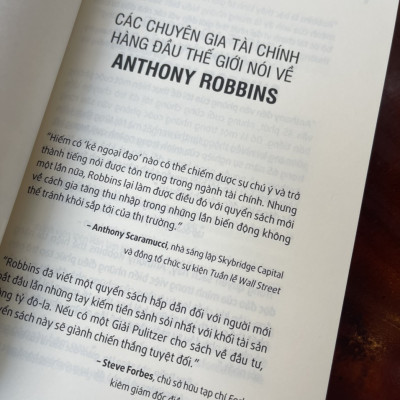 CÁC CHUYÊN GIA TÀI CHÍNH
HÀNG ĐẦU THẾ GIỚI NÓI VỀ
ANTHONY ROBBINS
“Hiếm có ‘kẻ ngoại đạo’ nào có thể chiếm được sự chú ý và trở
thành tiếng nói được tôn trọng trong ngành tài chính. Nhưng
một lần nữa, Robbins lại làm được điều đó với quyển sách mới
về cách gia tăng thu nhập trong những lần biến động không
thể tránh khỏi sắp tới của thị trường.”
– Anthony Scaramucci, nhà sáng lập Skybridge Capital
và đồng tổ chức sự kiện Tuần lễ Wall Street
“Robbins đã viết một quyển sách hấp dẫn đối với người mới
bắt đầu lẫn những tay kiếm tiền sành sỏi nhất với khối tài sản
hàng tỷ đô-la. Nếu có một Giải Pulitzer cho sách về đầu tư,
quyển sách này sẽ giành chiến thắng tuyệt đối.”
– Steve Forbes, chủ sở hữu tạp chí
kiêm giám đốc